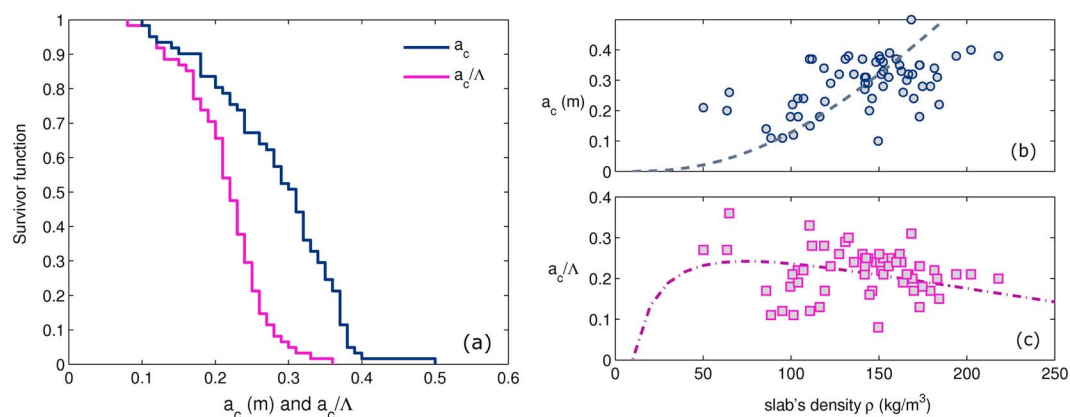 1
0.9
0.8
0.7
0.6
0.5
0.4
0.3
0.2
0.1
0
Survivor function
a_c
a_c/Λ
(a)
0 0.1 0.2 0.3 0.4 0.5 0.6
a_c (m) and a_c/Λ
0.4
0.3
a_c (m)
0.2
0.1
0
(b)
0.4
0.3
a_c/Λ
0.2
0.1
0
(c)
0 50 100 150 200 250
slab's density ρ (kg/m³)